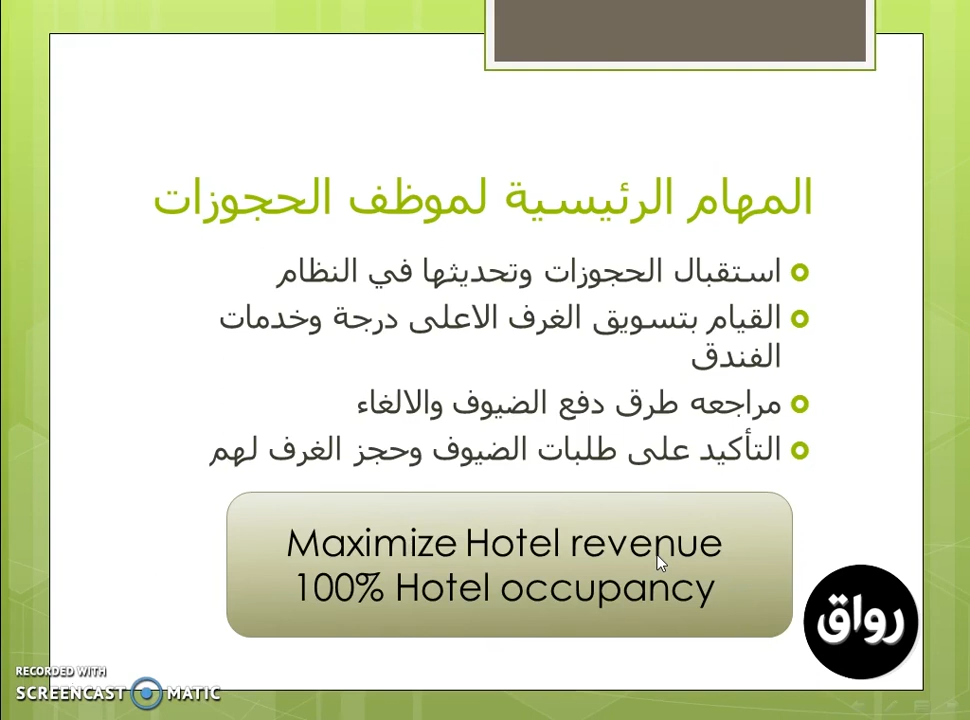 المهام الرئيسية لموظف الحجوزات
استقبال الحجوزات وتحديثها في النظام
القيام بتسويق الغرف الاعلى درجة وخدمات
الفندق
مراجعه طرق دفع الضيوف والالغاء
التأكيد على طلبات الضيوف وحجز الغرف لهم
Maximize Hotel revenue
100% Hotel occupancy
رواق
RECORDED WITH
SCREENCAST MATIC